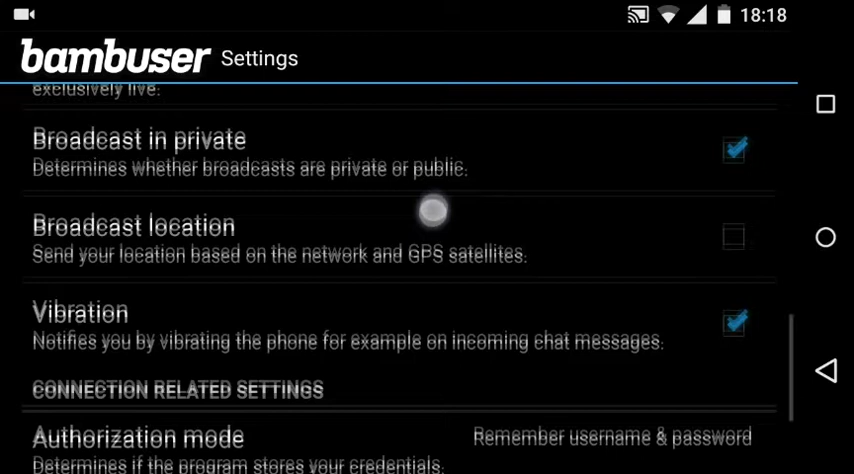 18:18
bambuser Settings
exclusively live.
Broadcast in private
Determines whether broadcasts are private or public.
Broadcast location
Send your location based on the network and GPS satellites.
Vibration
Notifies you by vibrating the phone for example on incoming chat messages.
CONNECTION RELATED SETTINGS
Authorization mode Remember username & password
Determines if the program stores your credentials.